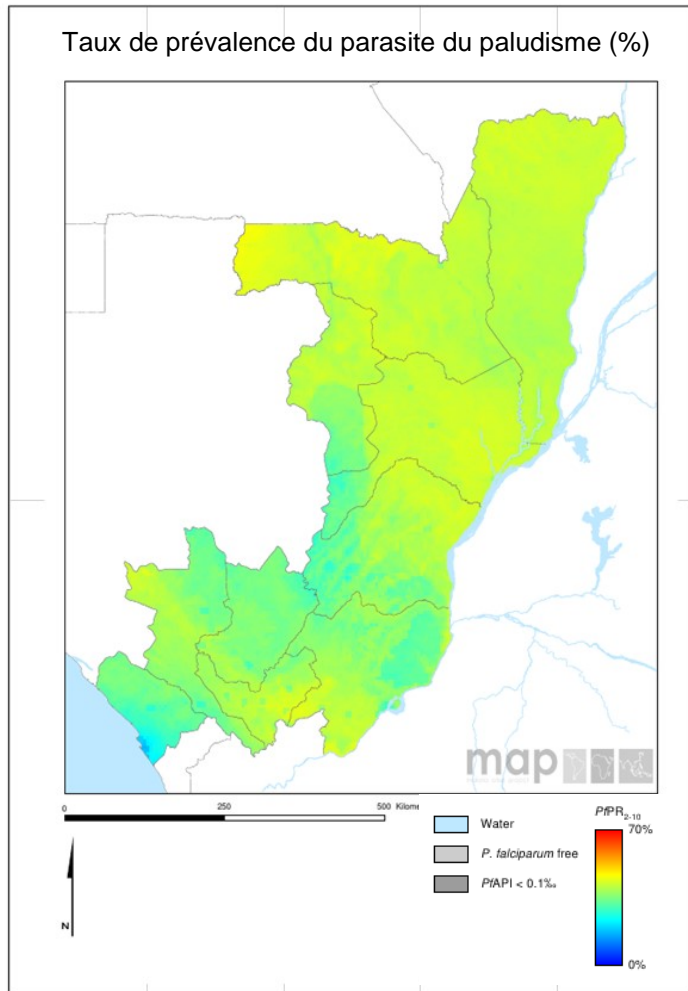 Taux de prévalence du parasite du paludisme (%)
map
0 250 500 Kilome
Water
P. falciparum free
PfAPI < 0.1‰
PfPR2-10
70%
0%
N